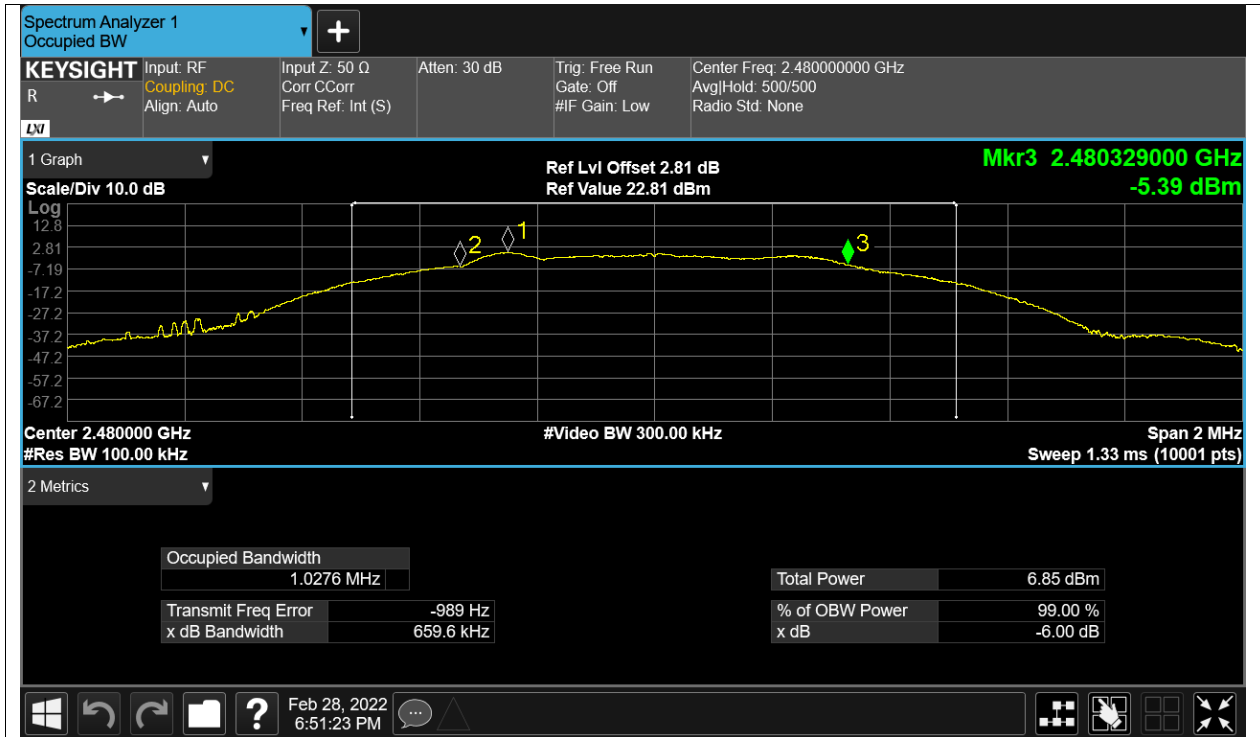 Spectrum Analyzer 1
Occupied BW
KEYSIGHT
R
LXI
Input: RF
Coupling: DC
Align: Auto
Input Z: 50 Ω
Corr CCorr
Freq Ref: Int (S)
Atten: 30 dB
Trig: Free Run
Gate: Off
#IF Gain: Low
Center Freq: 2.480000000 GHz
Avg|Hold: 500/500
Radio Std: None
1 Graph
Scale/Div 10.0 dB
Ref Lvl Offset 2.81 dB
Ref Value 22.81 dBm
Mkr3 2.480329000 GHz
-5.39 dBm
Log
12.8
2.81
-7.19
-17.2
-27.2
-37.2
-47.2
-57.2
-67.2
2
1
3
Center 2.480000 GHz
#Res BW 100.00 kHz
#Video BW 300.00 kHz
Span 2 MHz
Sweep 1.33 ms (10001 pts)
2 Metrics
Occupied Bandwidth
1.0276 MHz
Transmit Freq Error -989 Hz
x dB Bandwidth 659.6 kHz
Total Power 6.85 dBm
% of OBW Power 99.00 %
x dB -6.00 dB
?
Feb 28, 2022
6:51:23 PM